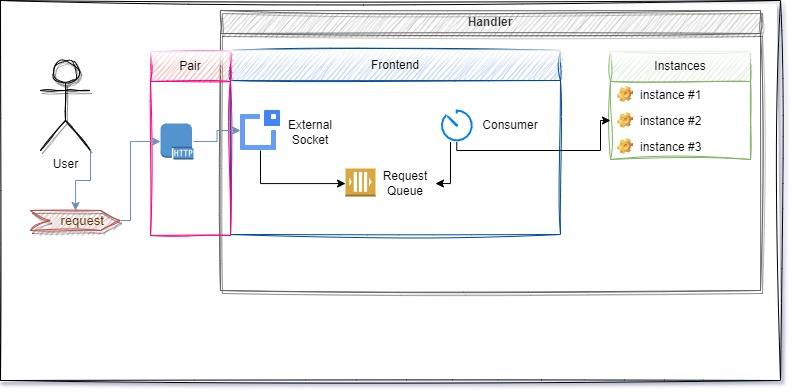 Handler
Pair
Frontend
Instances
instance #1
instance #2
instance #3
External
Socket
Consumer
HTTP
User
Request
Queue
request